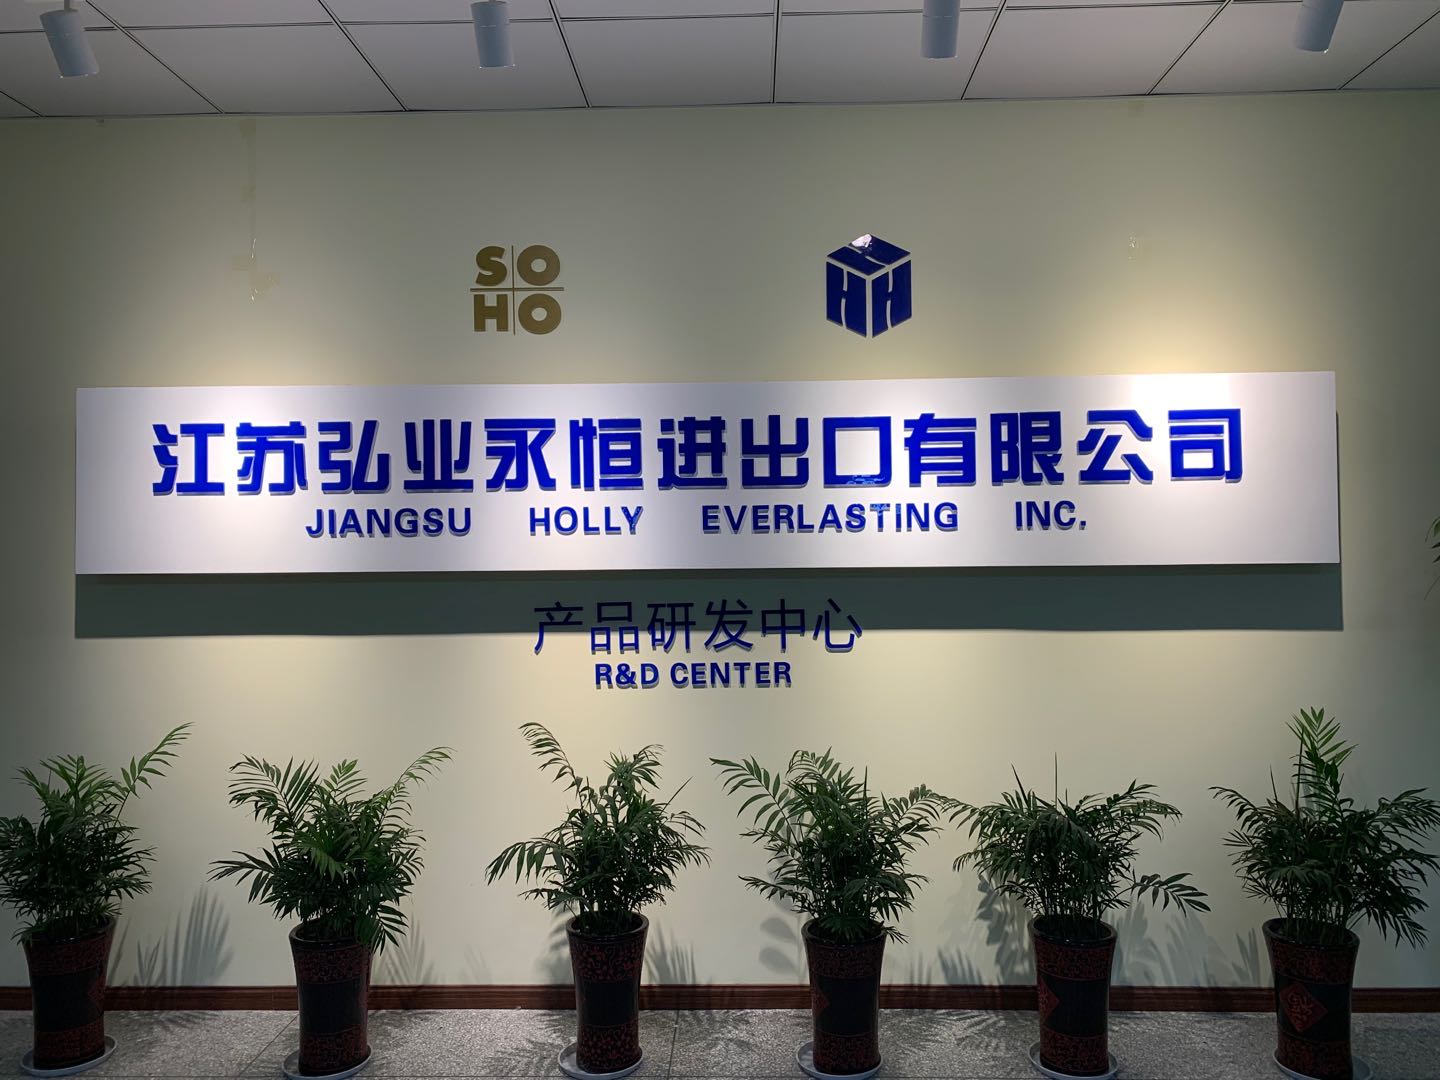 SO
HO
HHH
江苏弘业永恒进出口有限公司
JIANGSU HOLLY EVERLASTING INC.
产品研发中心
R&D CENTER